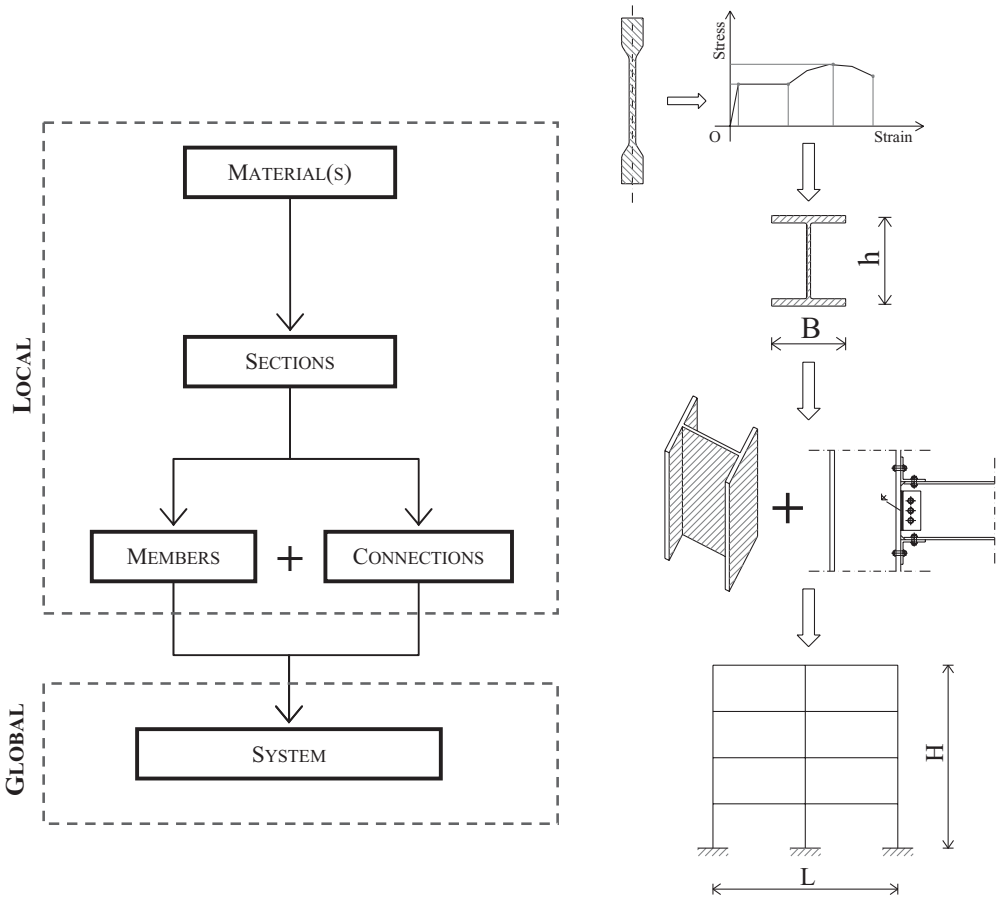 LOCAL
MATERIAL(S)
SECTIONS
MEMBERS
+
CONNECTIONS
GLOBAL
SYSTEM
Stress
O
Strain
h
B
+
H
L